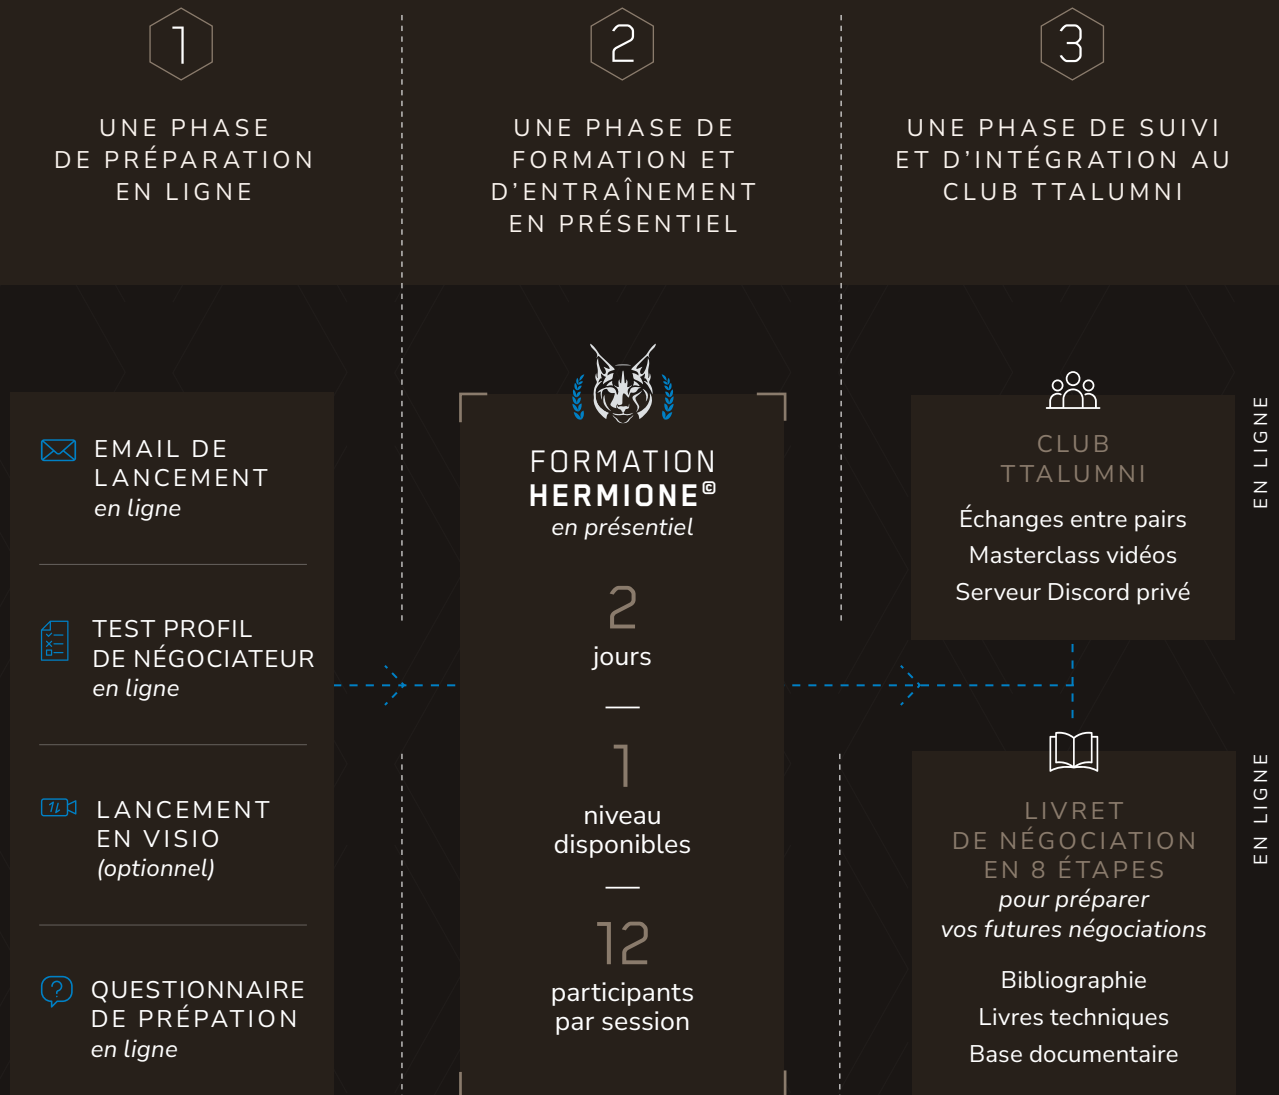 1
UNE PHASE
DE PRÉPARATION
EN LIGNE
2
UNE PHASE DE
FORMATION ET
D’ENTRAÎNEMENT
EN PRÉSENTIEL
3
UNE PHASE DE SUIVI
ET D’INTÉGRATION AU
CLUB TTALUMNI
EMAIL DE
LANCEMENT
en ligne
TEST PROFIL
DE NÉGOCIATEUR
en ligne
LANCEMENT
EN VISIO
(optionnel)
QUESTIONNAIRE
DE PRÉPATION
en ligne
FORMATION
HERMIONE©
en présentiel
2
jours
1
niveau
disponibles
12
participants
par session
CLUB
TTALUMNI
Échanges entre pairs
Masterclass vidéos
Serveur Discord privé
EN LIGNE
LIVRET
DE NÉGOCIATION
EN 8 ÉTAPES
pour préparer
vos futures négociations
Bibliographie
Livres techniques
Base documentaire
EN LIGNE